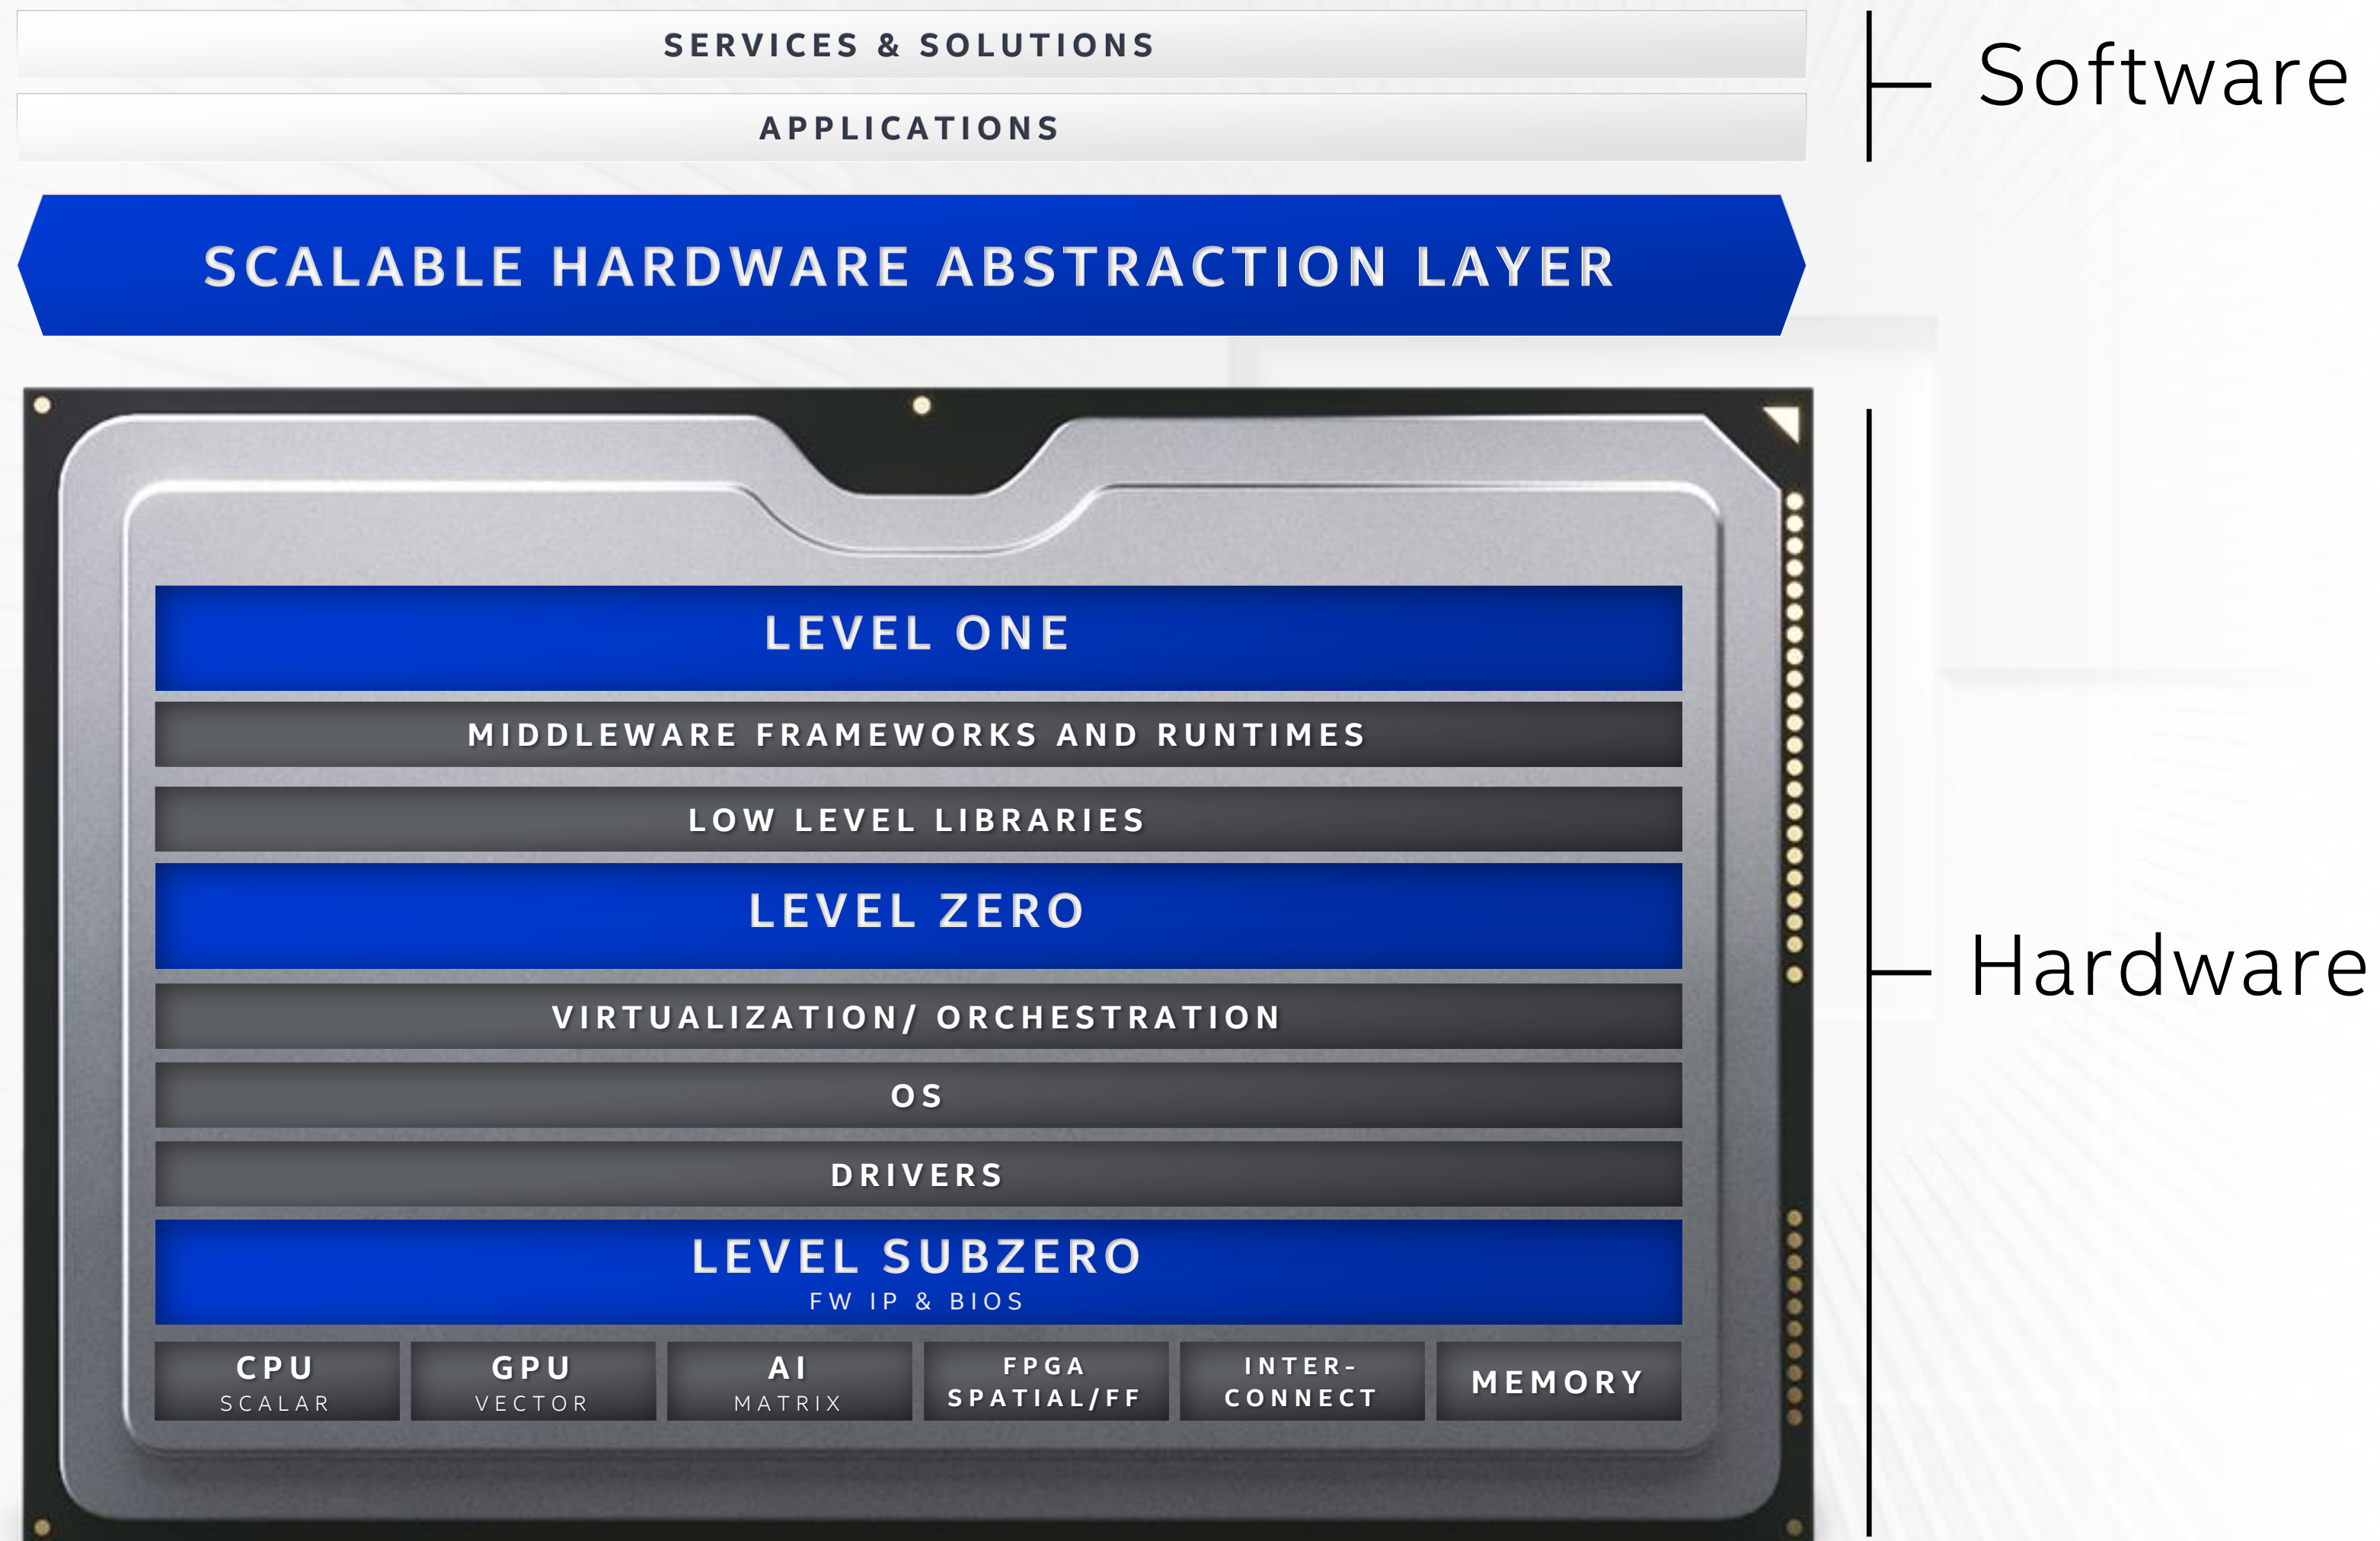 SERVICES & SOLUTIONS
APPLICATIONS
Software
SCALABLE HARDWARE ABSTRACTION LAYER
LEVEL ONE
MIDDLEWARE FRAMEWORKS AND RUNTIMES
LOW LEVEL LIBRARIES
LEVEL ZERO
Hardware
VIRTUALIZATION/ ORCHESTRATION
OS
DRIVERS
LEVEL SUBZERO
FW IP & BIOS
CPU
SCALAR
GPU
VECTOR
AI
MATRIX
FPGA
SPATIAL/FF
INTER-
CONNECT
MEMORY